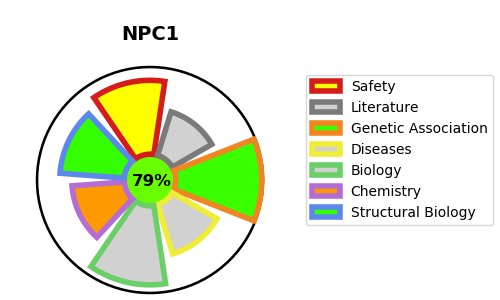 NPC1
79%
Safety
Literature
Genetic Association
Diseases
Biology
Chemistry
Structural Biology